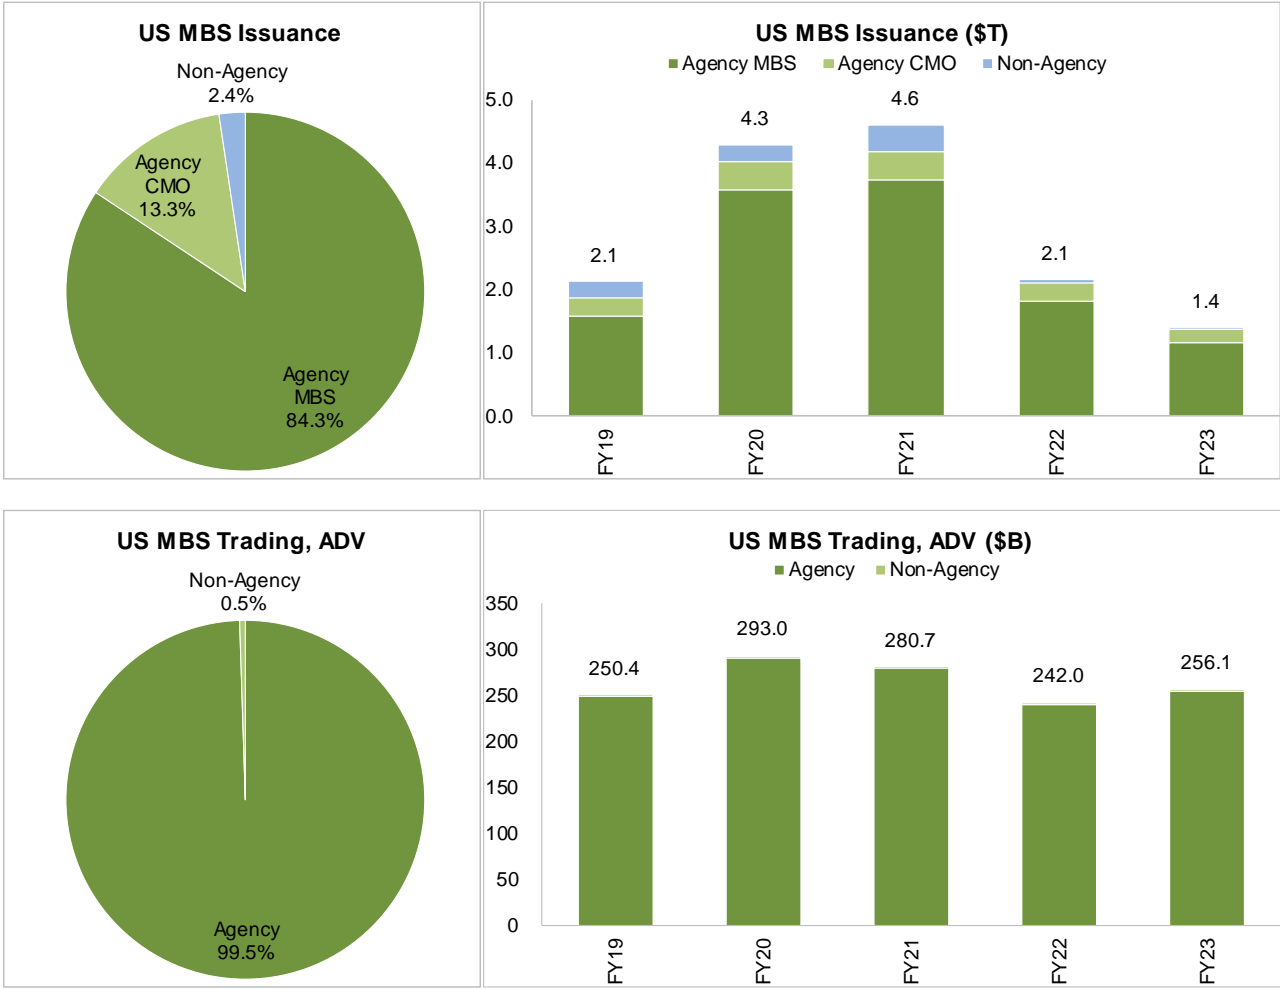 US MBS Issuance
Non-Agency
2.4%
Agency
CMO
13.3%
Agency
MBS
84.3%
US MBS Issuance ($T)
Agency MBS Agency CMO Non-Agency
5.0
4.0
3.0
2.0
1.0
0.0
2.1
4.3
4.6
2.1
1.4
FY19
FY20
FY21
FY22
FY23
US MBS Trading, ADV
Non-Agency
0.5%
Agency
99.5%
US MBS Trading, ADV ($B)
Agency Non-Agency
350
300
250
200
150
100
50
0
250.4
293.0
280.7
242.0
256.1
FY19
FY20
FY21
FY22
FY23